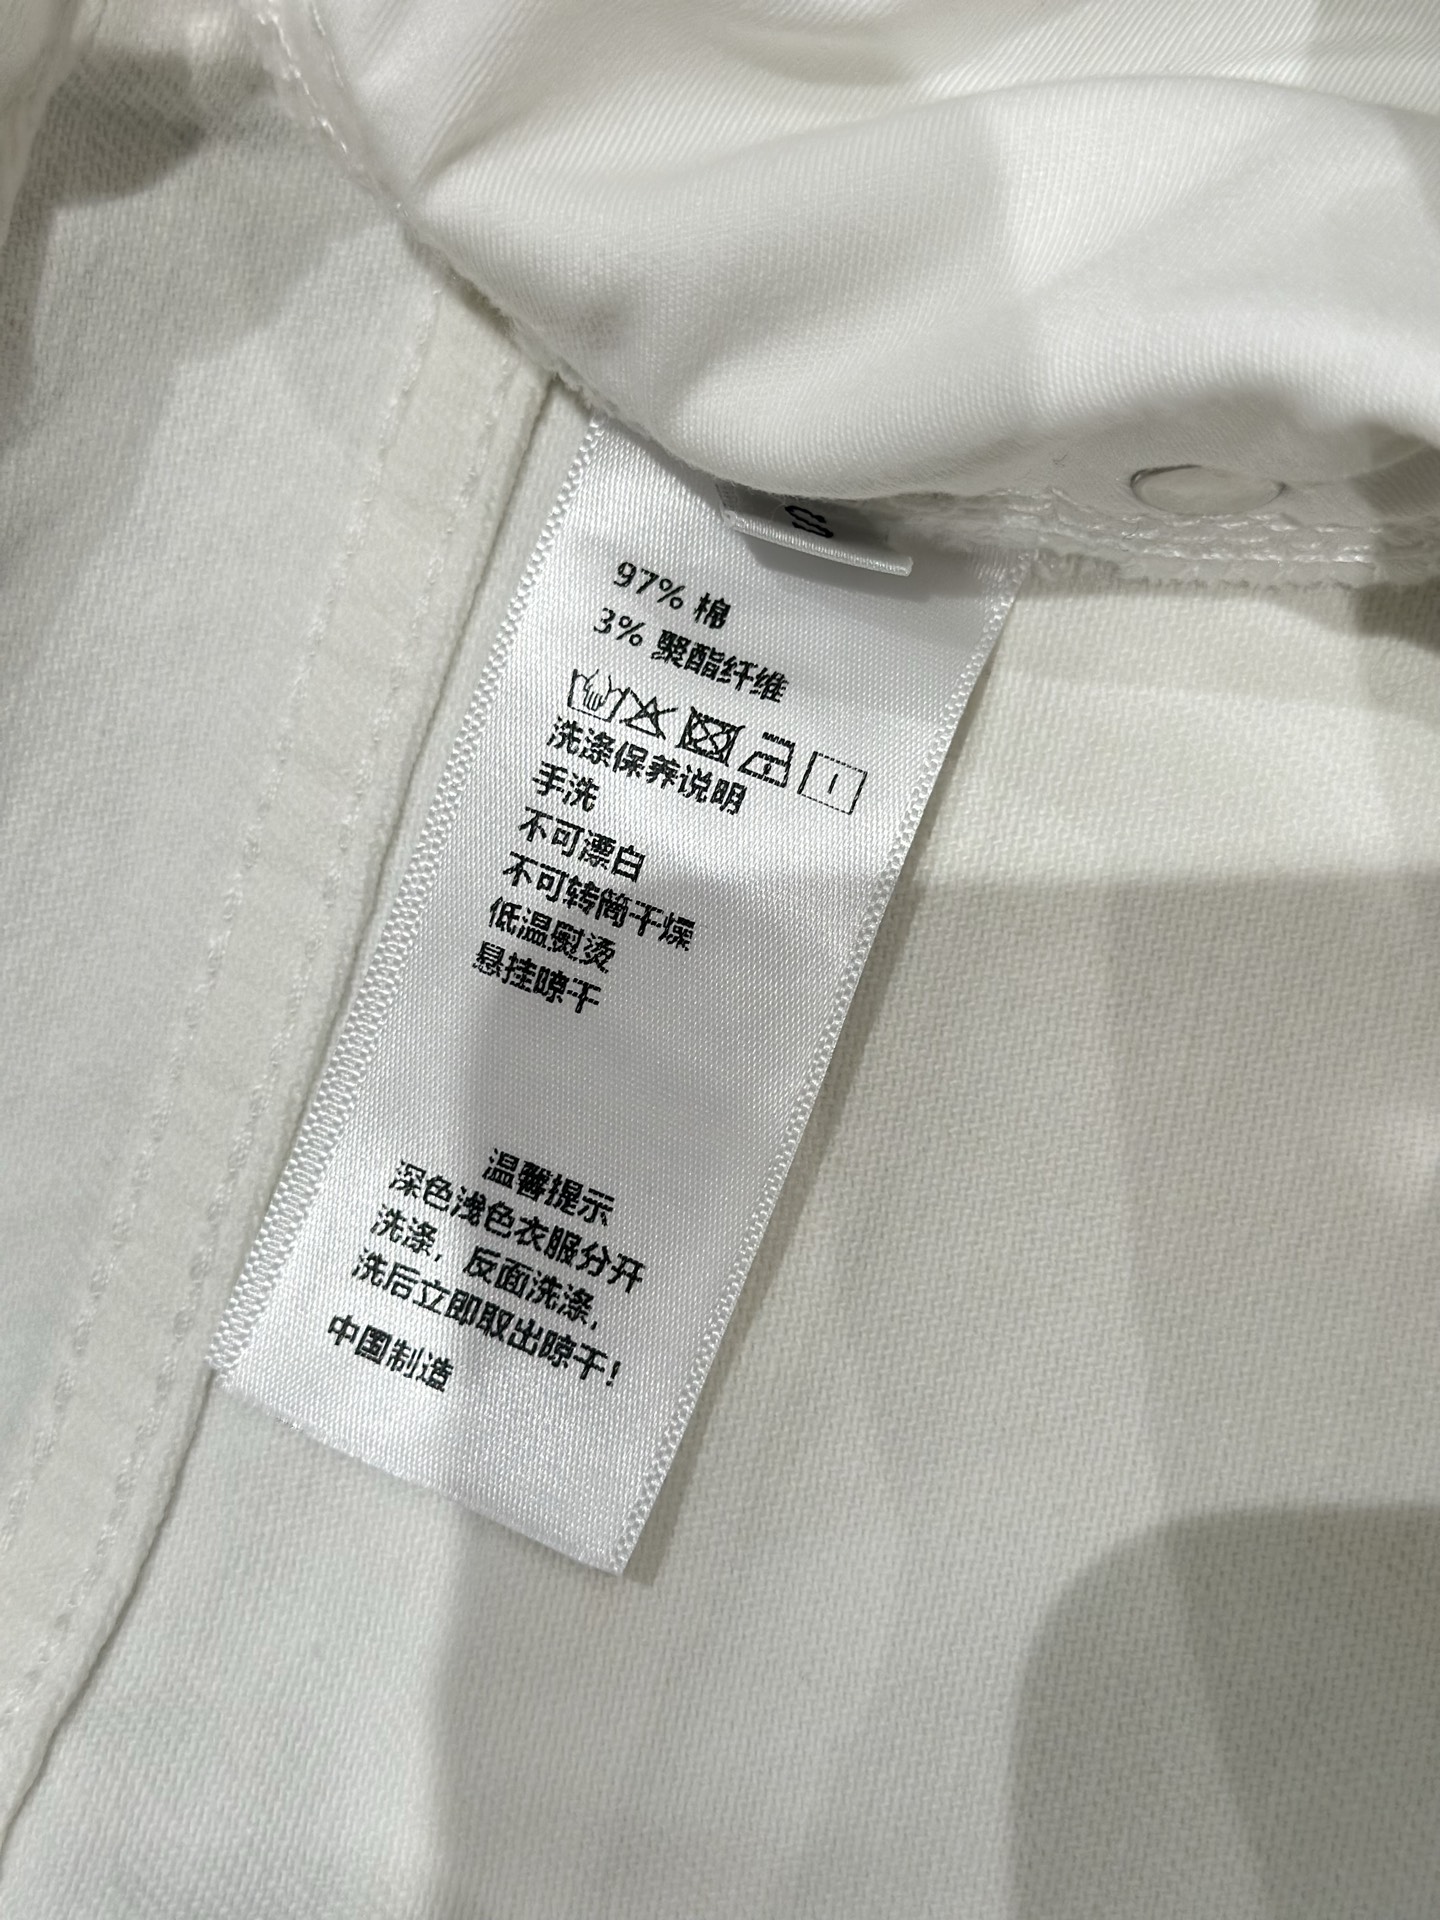 S
97% 棉
3% 聚酯纤维
洗涤保养说明
手洗
不可漂白
不可转筒干燥
低温熨烫
悬挂晾干
温馨提示
深色浅色衣服分开
洗涤，反面洗涤，
洗后立即取出晾干！
中国制造